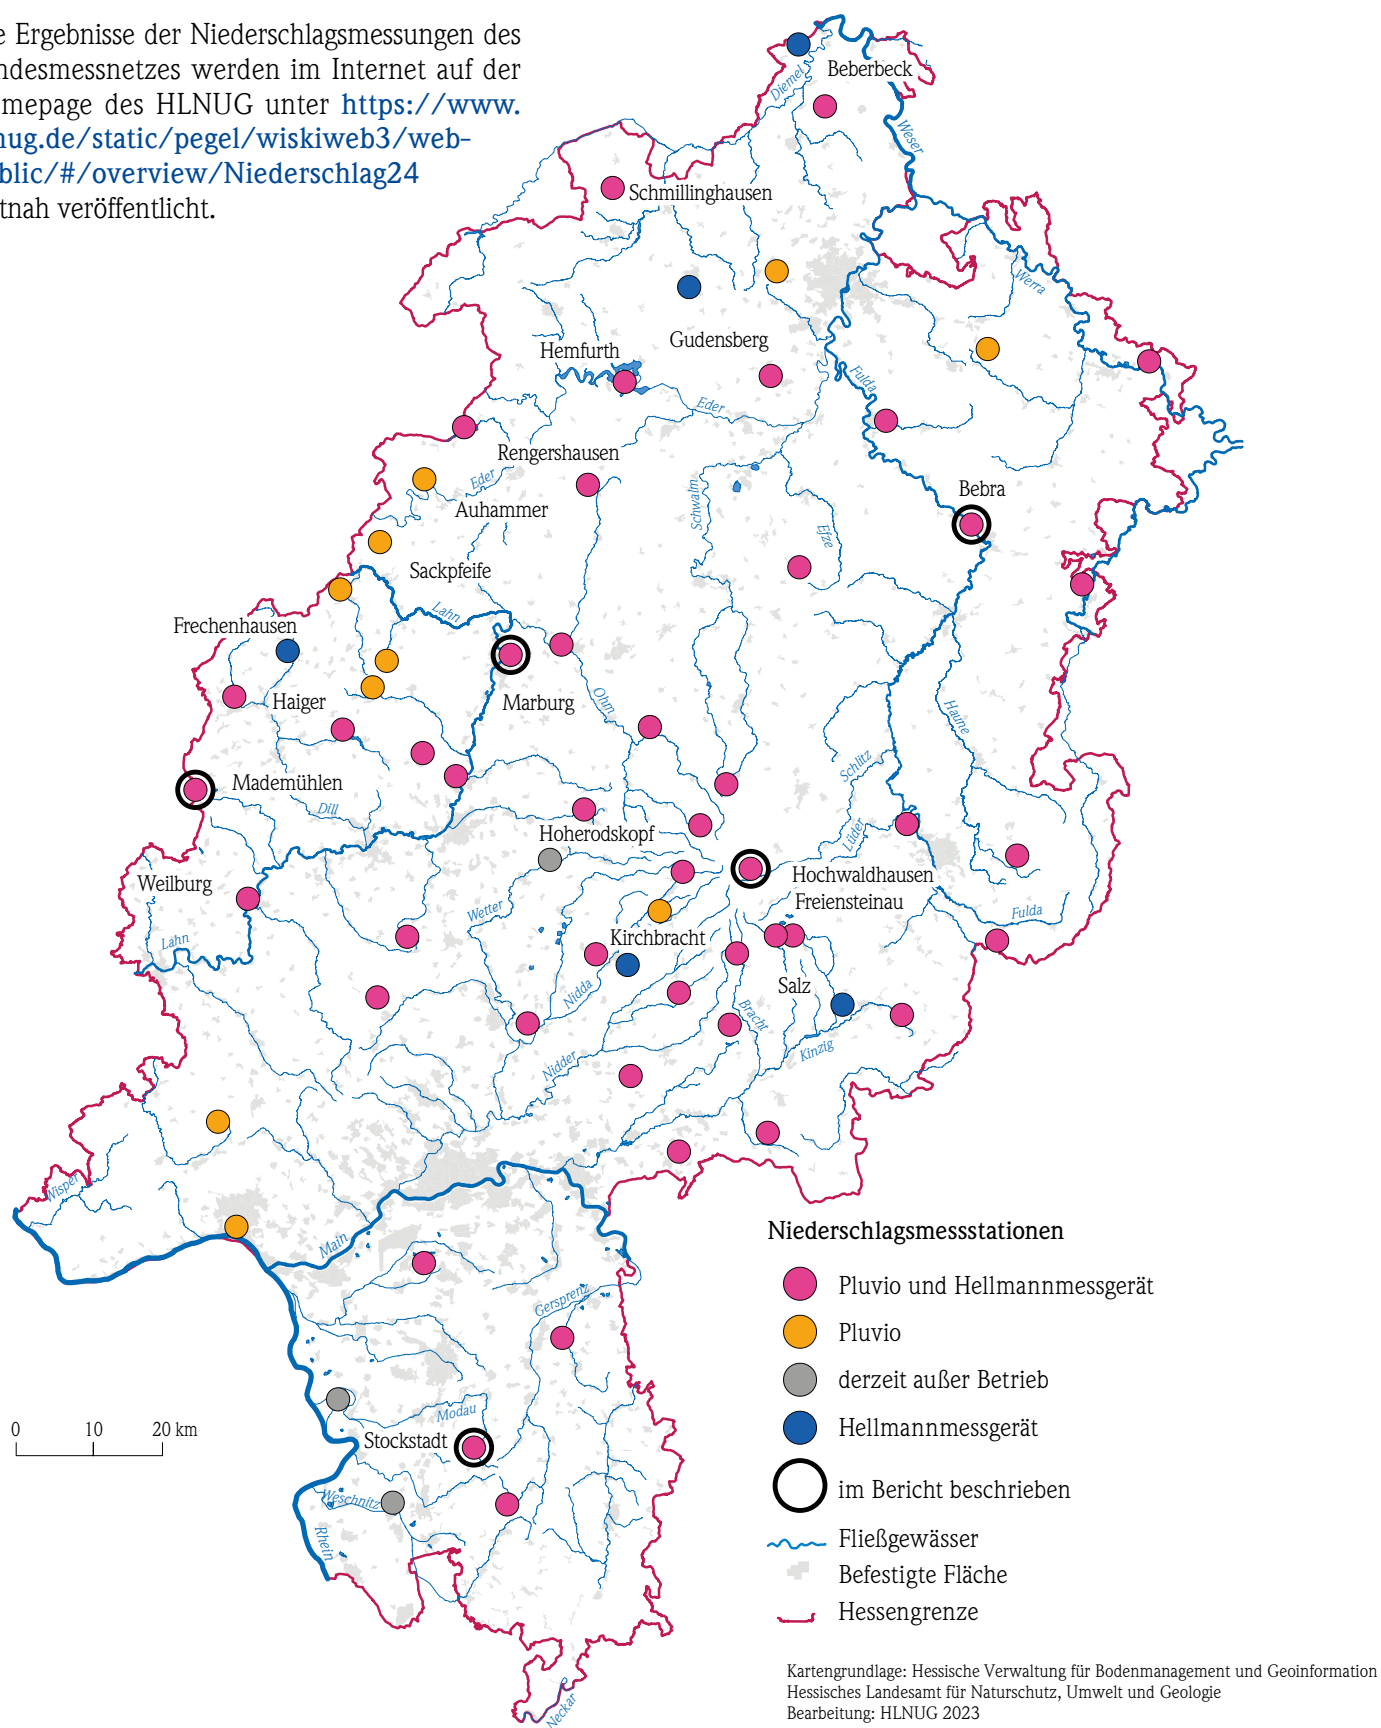 e Ergebnisse der Niederschlagsmessungen des
ndesmessnetzes werden im Internet auf der
mepage des HLNUG unter https://www.
nug.de/static/pegel/wiskiweb3/web-
blic/#/overview/Niederschlag24
tnah veröffentlicht.
Beberbeck
Diemel
Weser
Schmillinghausen
Werra
Gudensberg
Hemfurth
Fulda
Eder
Rengershausen
Eder
Schwalm
Bebra
Auhammer
Efze
Sackpfeife
Lahn
Frechenhausen
Haiger
Marburg
Ohm
Haune
Schlitz
Mademühlen
Dill
Hoherodskopf
Lüder
Hochwaldhausen
Weilburg
Freiensteinau
Wetter
Fulda
Kirchbracht
Lahn
Salz
Nidda
Bracht
Kinzig
Nidder
Wisper
Main
Gersprenz
Modau
Stockstadt
Weschnitz
Rhein
Neckar
0 10 20 km
Niederschlagsmessstationen
Pluvio und Hellmannmessgerät
Pluvio
derzeit außer Betrieb
Hellmannmessgerät
im Bericht beschrieben
Fließgewässer
Befestigte Fläche
Hessengrenze
Kartengrundlage: Hessische Verwaltung für Bodenmanagement und Geoinformation
Hessisches Landesamt für Naturschutz, Umwelt und Geologie
Bearbeitung: HLNUG 2023